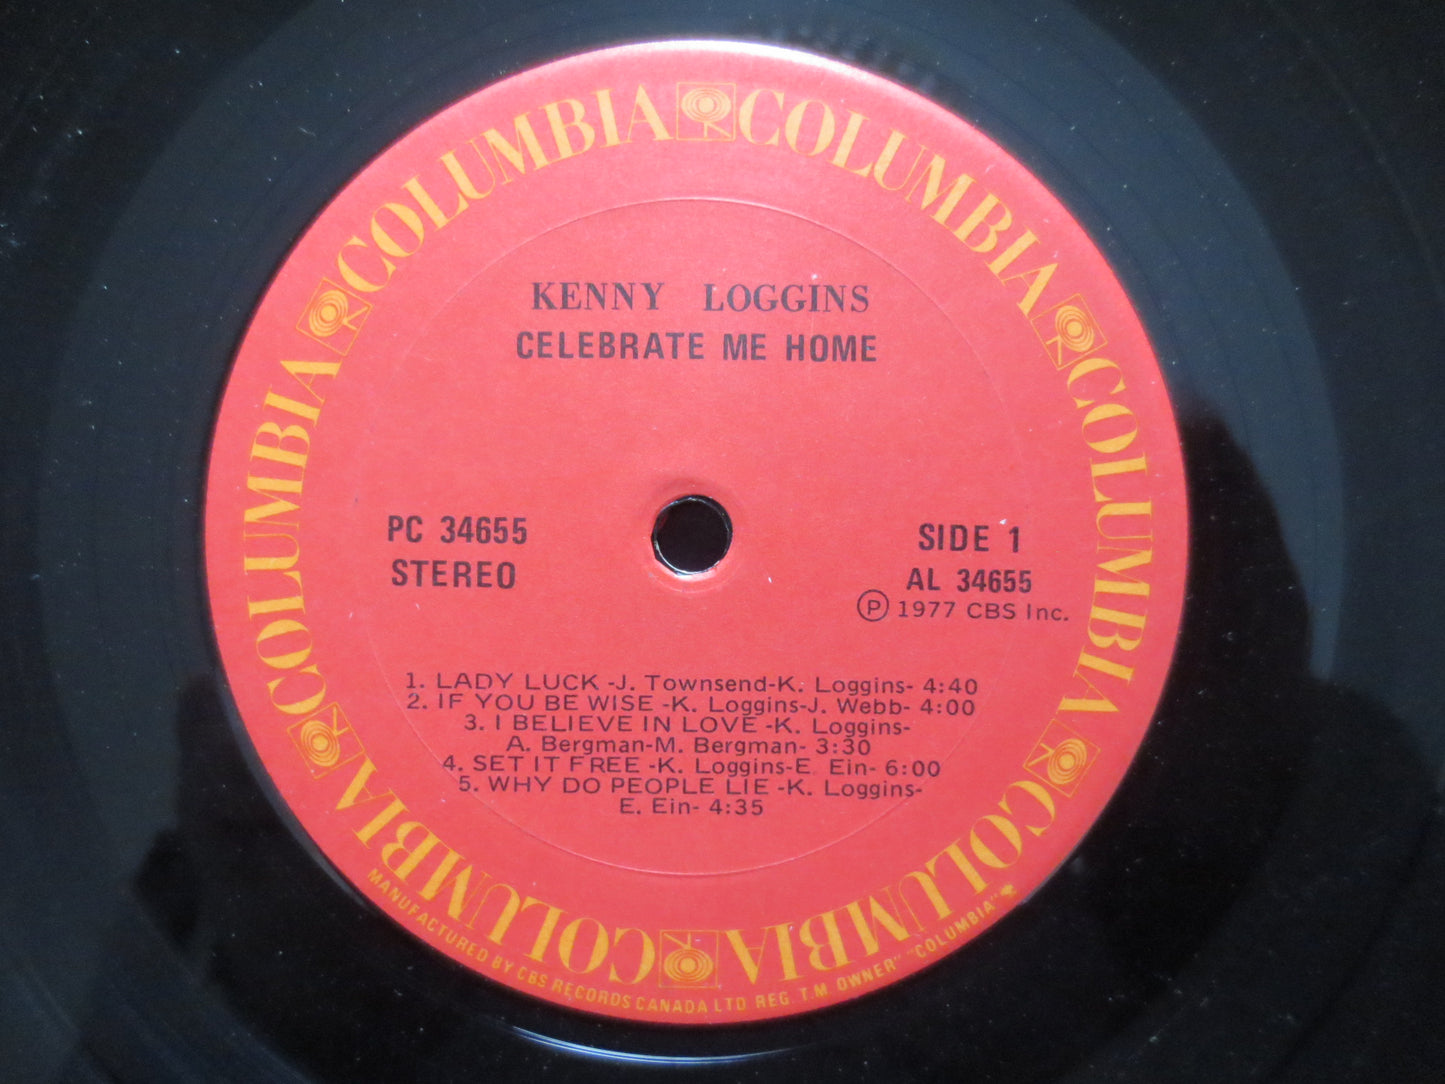 COLUMBIA COLUMBIA COLUMBIA COLUMBIA COLUMBIA COLUMBIA
KENNY LOGGINS
CELEBRATE ME HOME
PC 34655
STEREO
SIDE 1
AL 34655
Ⓟ 1977 CBS Inc.
1. LADY LUCK -J. Townsend-K. Loggins- 4:40
2. IF YOU BE WISE -K. Loggins-J. Webb- 4:00
3. I BELIEVE IN LOVE -K. Loggins-
A. Bergman-M. Bergman- 3:30
4. SET IT FREE -K. Loggins-E. Ein- 6:00
5. WHY DO PEOPLE LIE -K. Loggins-
E. Ein- 4:35
MANUFACTURED BY CBS RECORDS CANADA LTD. REG. T.M. OWNER" "COLUMBIA"